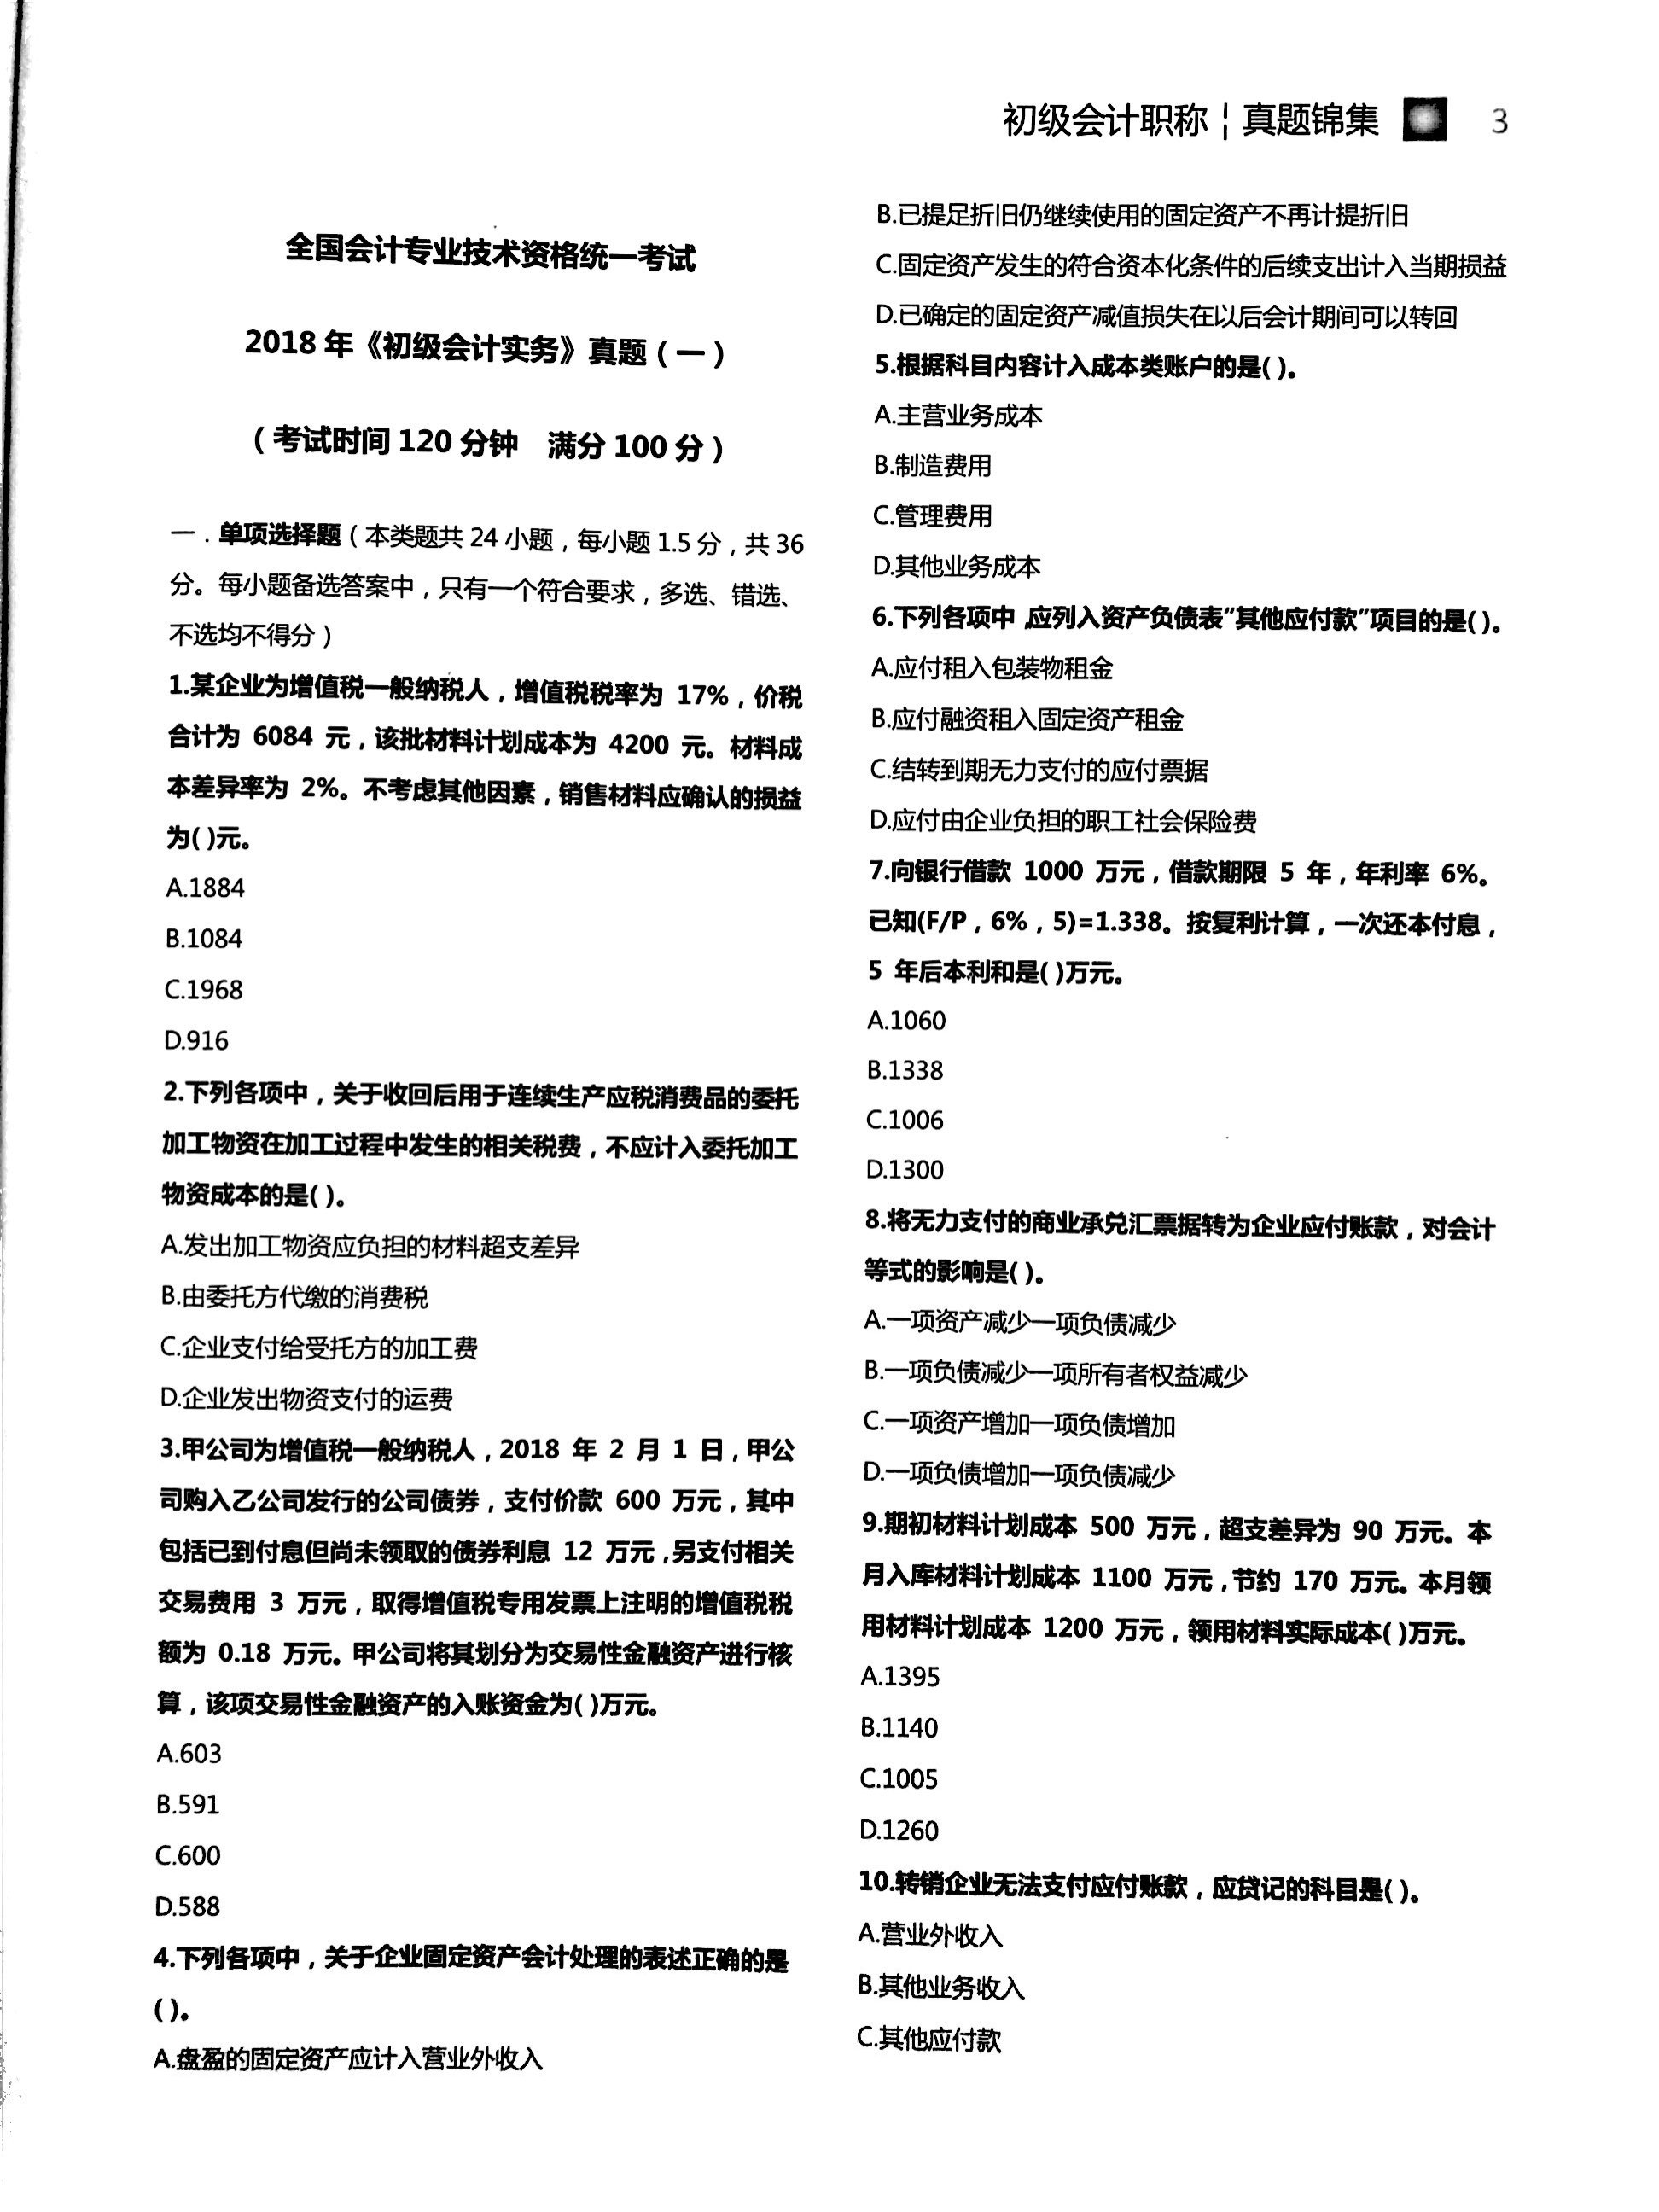 初级会计职称 ¦ 真题锦集 3
全国会计专业技术资格统一考试
2018 年《初级会计实务》真题（一）
（考试时间 120 分钟　满分 100 分）
一．单项选择题（本类题共 24 小题，每小题 1.5 分，共 36
分。每小题备选答案中，只有一个符合要求，多选、错选、
不选均不得分）
1.某企业为增值税一般纳税人，增值税税率为 17%，价税
合计为 6084 元，该批材料计划成本为 4200 元。材料成
本差异率为 2%。不考虑其他因素，销售材料应确认的损益
为( )元。
A.1884
B.1084
C.1968
D.916
2.下列各项中，关于收回后用于连续生产应税消费品的委托
加工物资在加工过程中发生的相关税费，不应计入委托加工
物资成本的是( )。
A.发出加工物资应负担的材料超支差异
B.由委托方代缴的消费税
C.企业支付给受托方的加工费
D.企业发出物资支付的运费
3.甲公司为增值税一般纳税人，2018 年 2 月 1 日，甲公
司购入乙公司发行的公司债券，支付价款 600 万元，其中
包括已到付息但尚未领取的债券利息 12 万元，另支付相关
交易费用 3 万元，取得增值税专用发票上注明的增值税税
额为 0.18 万元。甲公司将其划分为交易性金融资产进行核
算，该项交易性金融资产的入账资金为( )万元。
A.603
B.591
C.600
D.588
4.下列各项中，关于企业固定资产会计处理的表述正确的是
( )。
A.盘盈的固定资产应计入营业外收入
B.已提足折旧仍继续使用的固定资产不再计提折旧
C.固定资产发生的符合资本化条件的后续支出计入当期损益
D.已确定的固定资产减值损失在以后会计期间可以转回
5.根据科目内容计入成本类账户的是( )。
A.主营业务成本
B.制造费用
C.管理费用
D.其他业务成本
6.下列各项中，应列入资产负债表“其他应付款”项目的是( )。
A.应付租入包装物租金
B.应付融资租入固定资产租金
C.结转到期无力支付的应付票据
D.应付由企业负担的职工社会保险费
7.向银行借款 1000 万元，借款期限 5 年，年利率 6%。
已知(F/P，6%，5)=1.338。按复利计算，一次还本付息，
5 年后本利和是( )万元。
A.1060
B.1338
C.1006
D.1300
8.将无力支付的商业承兑汇票据转为企业应付账款，对会计
等式的影响是( )。
A.一项资产减少一项负债减少
B.一项负债减少一项所有者权益减少
C.一项资产增加一项负债增加
D.一项负债增加一项负债减少
9.期初材料计划成本 500 万元，超支差异为 90 万元。本
月入库材料计划成本 1100 万元，节约 170 万元。本月领
用材料计划成本 1200 万元，领用材料实际成本( )万元。
A.1395
B.1140
C.1005
D.1260
10.转销企业无法支付应付账款，应贷记的科目是( )。
A.营业外收入
B.其他业务收入
C.其他应付款